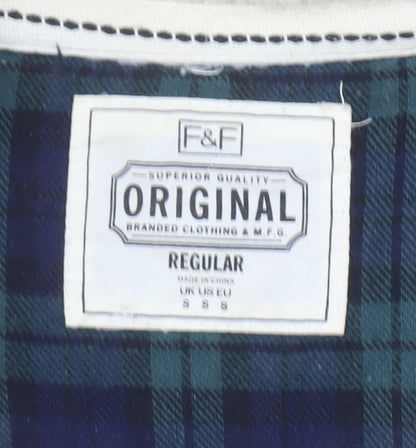 F&F
SUPERIOR QUALITY
ORIGINAL
BRANDED CLOTHING & M.F.G.
REGULAR
MADE IN CHINA
UK US EU
S S S